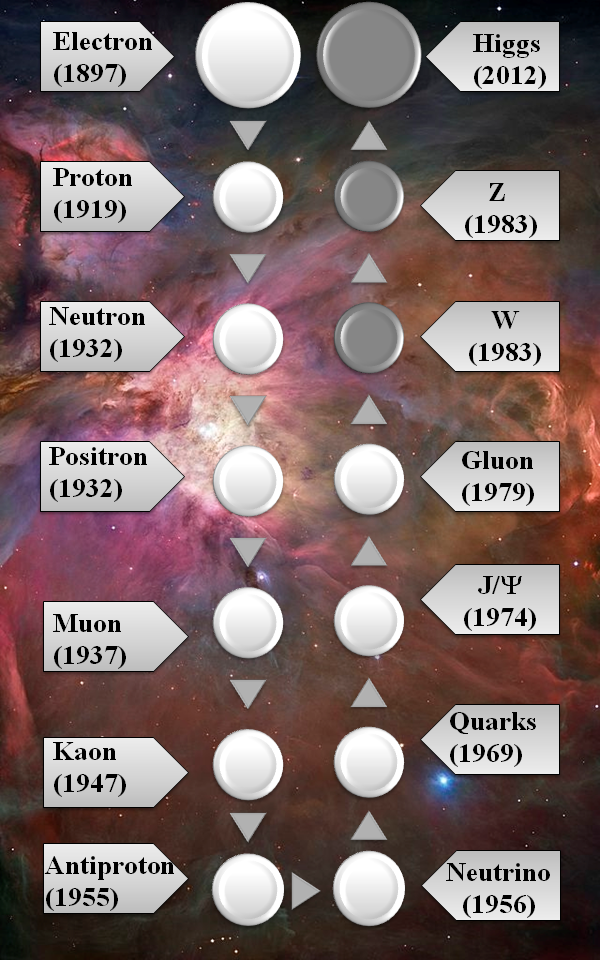 Electron
(1897)
Higgs
(2012)
Proton
(1919)
Z
(1983)
Neutron
(1932)
W
(1983)
Positron
(1932)
Gluon
(1979)
Muon
(1937)
J/Ψ
(1974)
Kaon
(1947)
Quarks
(1969)
Antiproton
(1955)
Neutrino
(1956)